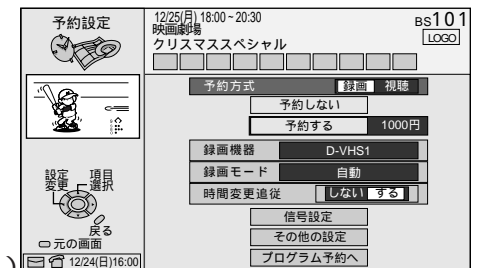 予約設定
12/25(月) 18:00~20:30
映画劇場
クリスマススペシャル
BS101
LOGO
予約方式 録画 視聴
予約しない
予約する 1000円
録画機器 D-VHS1
録画モード 自動
時間変更追従 しない する
信号設定
その他の設定
プログラム予約へ
設定変更 項目選択
戻る
元の画面
12/24(日)16:00
)